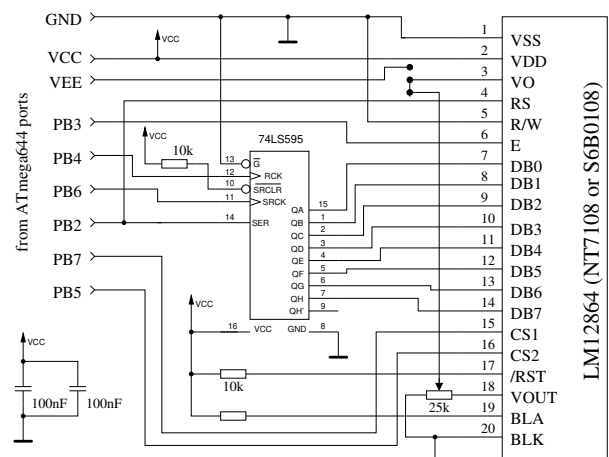 from ATmega644 ports
GND
VCC
VEE
PB3
PB4
PB6
PB2
PB7
PB5
VCC
VCC
10k
74LS595
13
G
12
RCK
10
SRCLR
11
SRCK
14
SER
QA
15
QB
1
QC
2
QD
3
QE
4
QF
5
QG
6
QH
7
QH'
9
16
VCC
GND
8
VCC
VCC
100nF
100nF
10k
25k
1
VSS
2
VDD
3
VO
4
RS
5
R/W
6
E
7
DB0
8
DB1
9
DB2
10
DB3
11
DB4
12
DB5
13
DB6
14
DB7
15
CS1
16
CS2
17
/RST
18
VOUT
19
BLA
20
BLK
LM12864 (NT7108 or S6B0108)